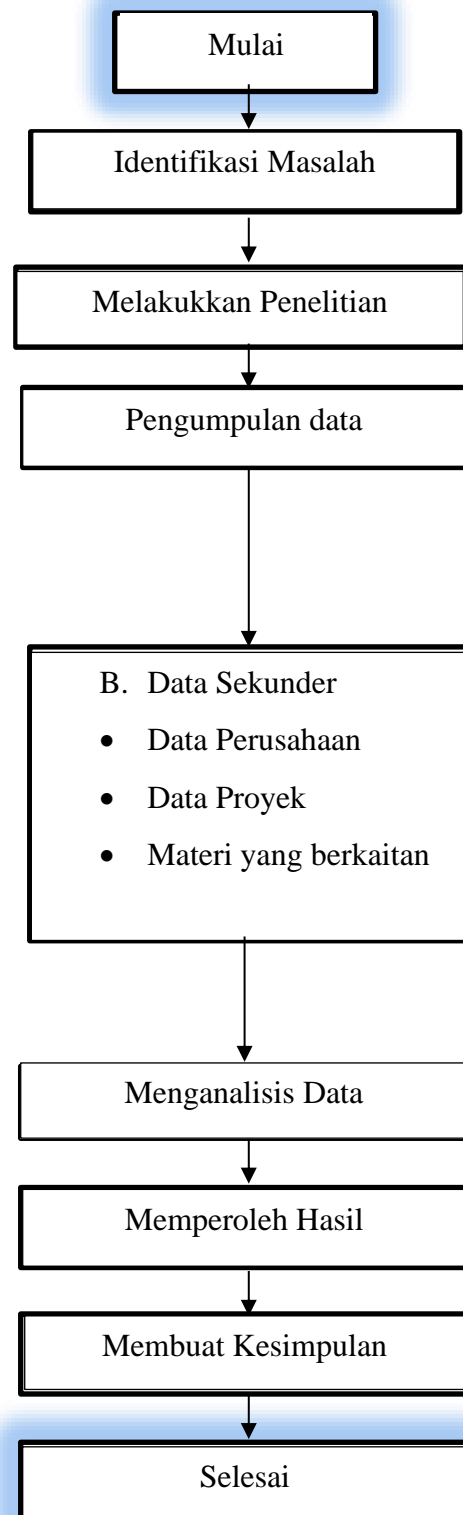 Mulai
Identifikasi Masalah
Melakukkan Penelitian
Pengumpulan data
B. Data Sekunder
• Data Perusahaan
• Data Proyek
• Materi yang berkaitan
Menganalisis Data
Memperoleh Hasil
Membuat Kesimpulan
Selesai